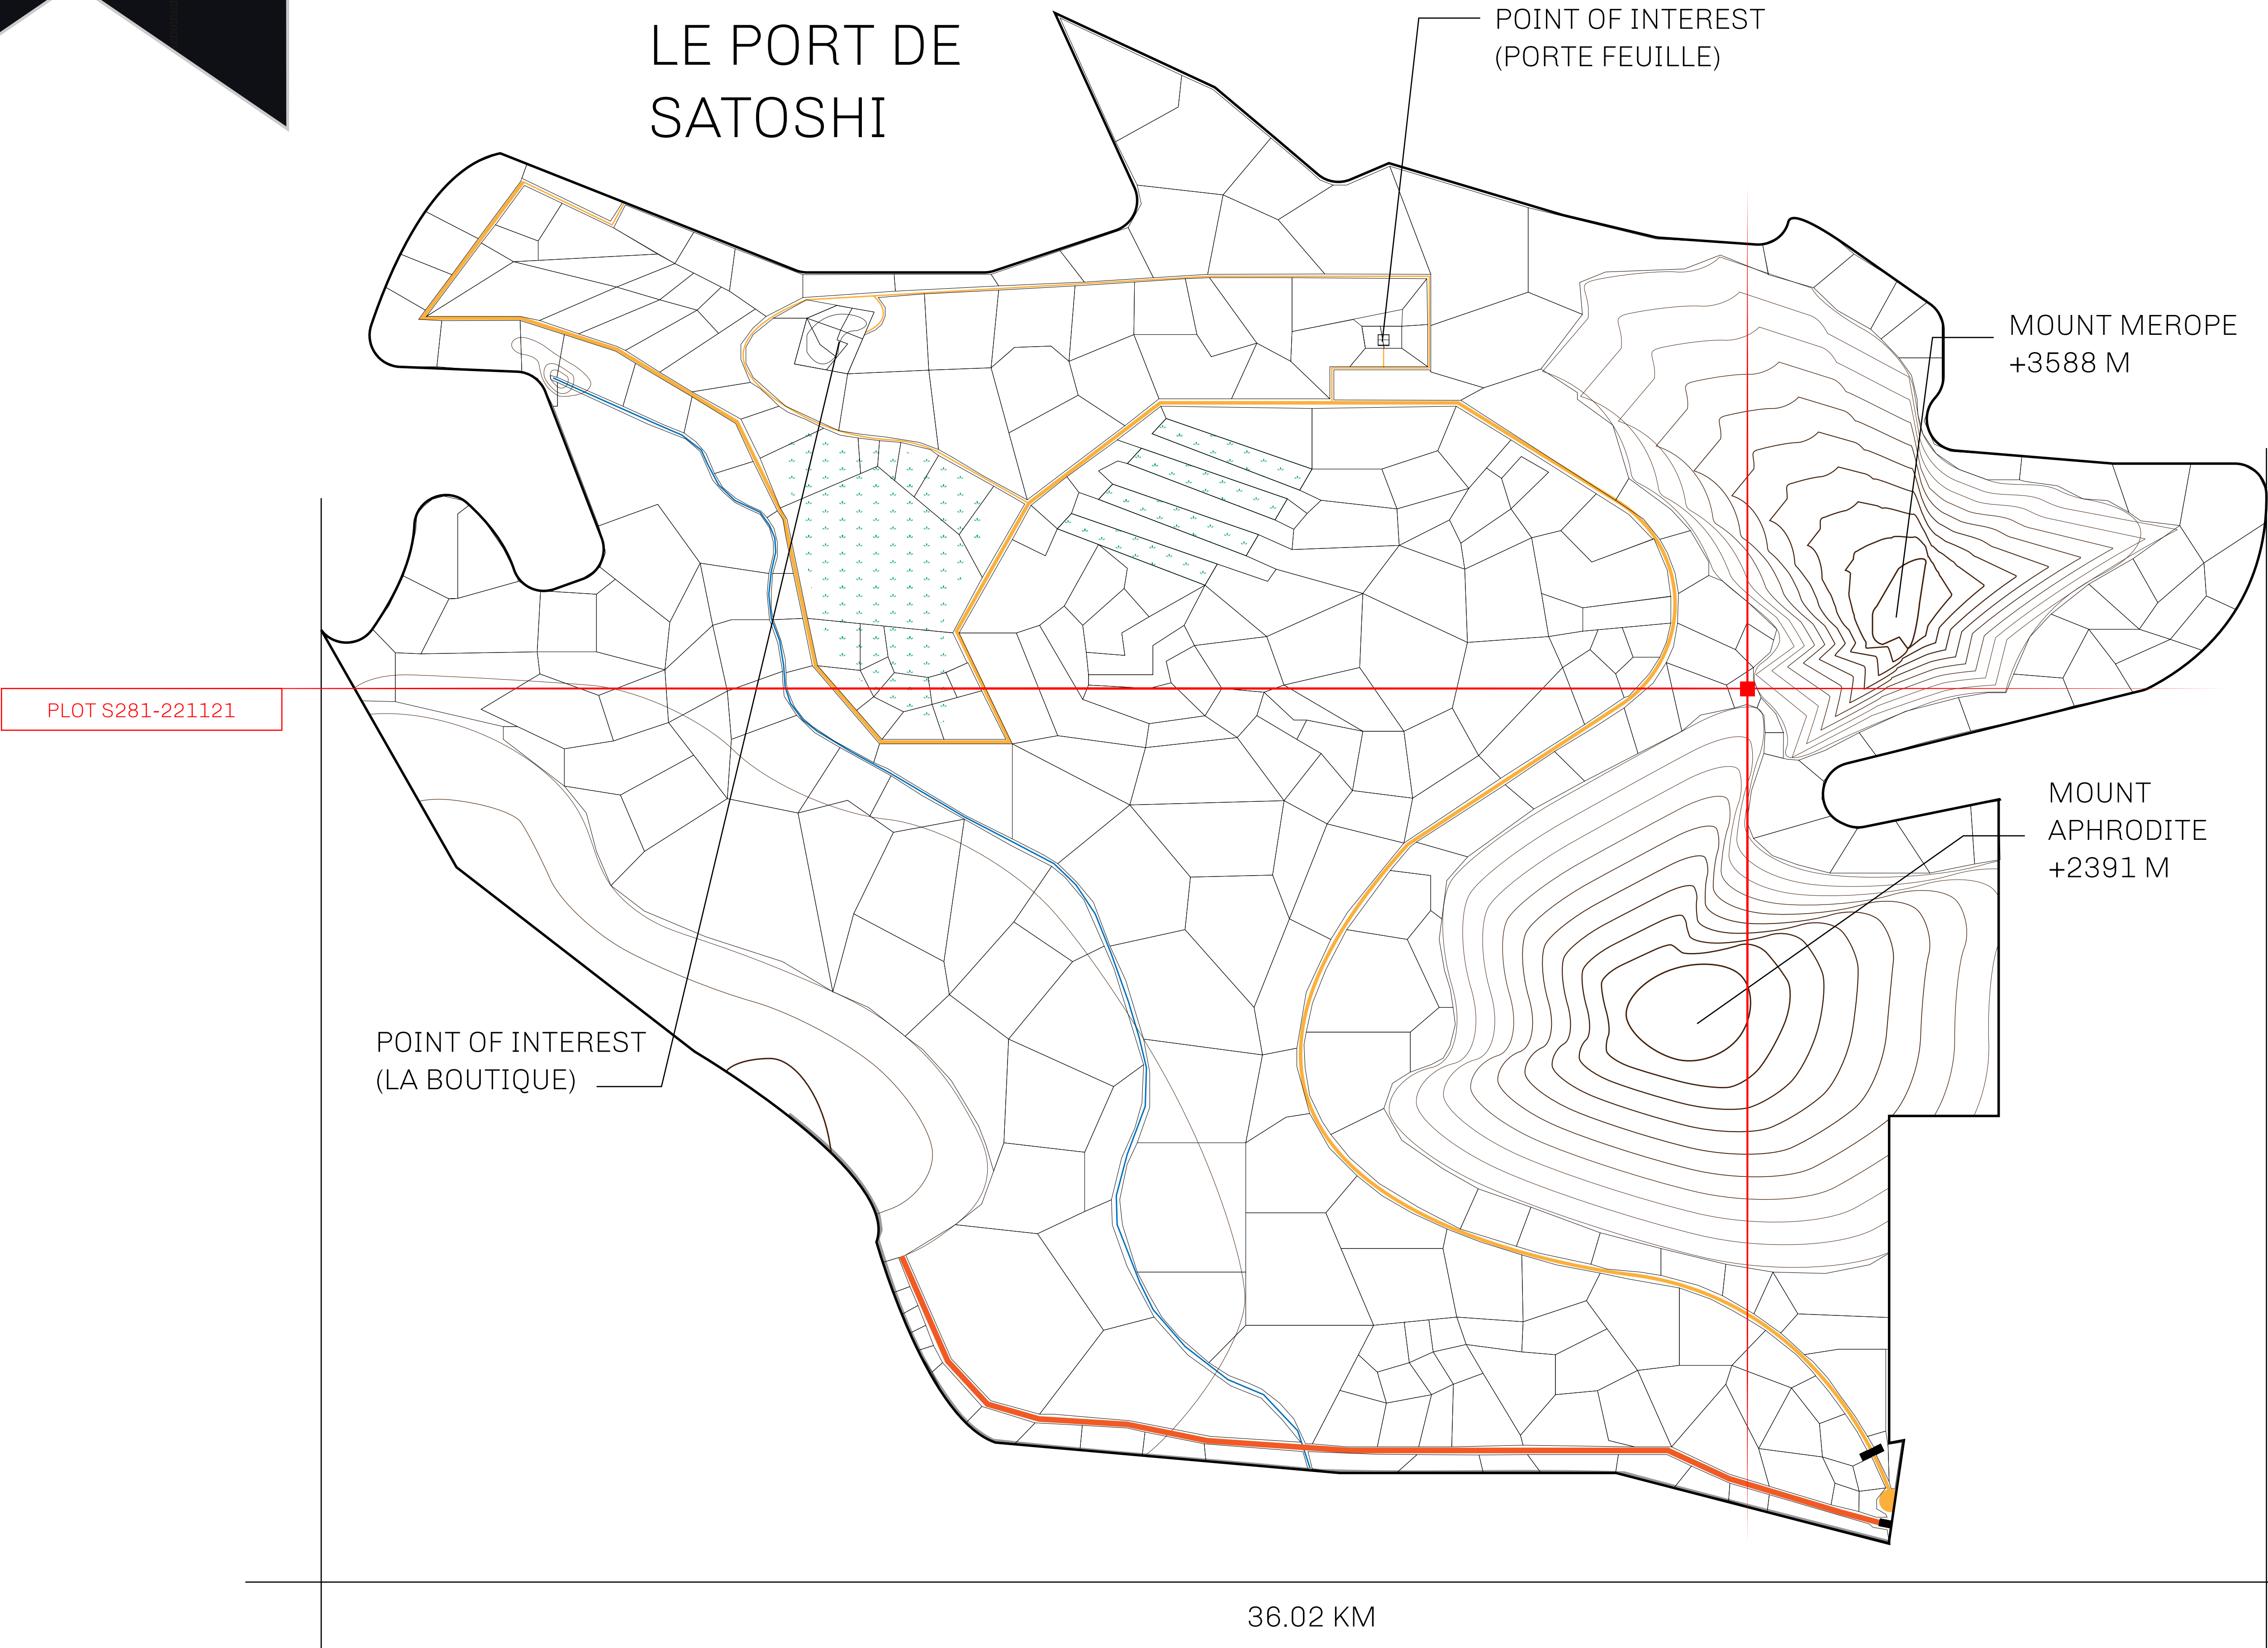 LE PORT DE
SATOSHI
POINT OF INTEREST
(PORTE FEUILLE)
MOUNT MEROPE
+3588 M
PLOT S281-221121
MOUNT
APHRODITE
+2391 M
POINT OF INTEREST
(LA BOUTIQUE)
36.02 KM